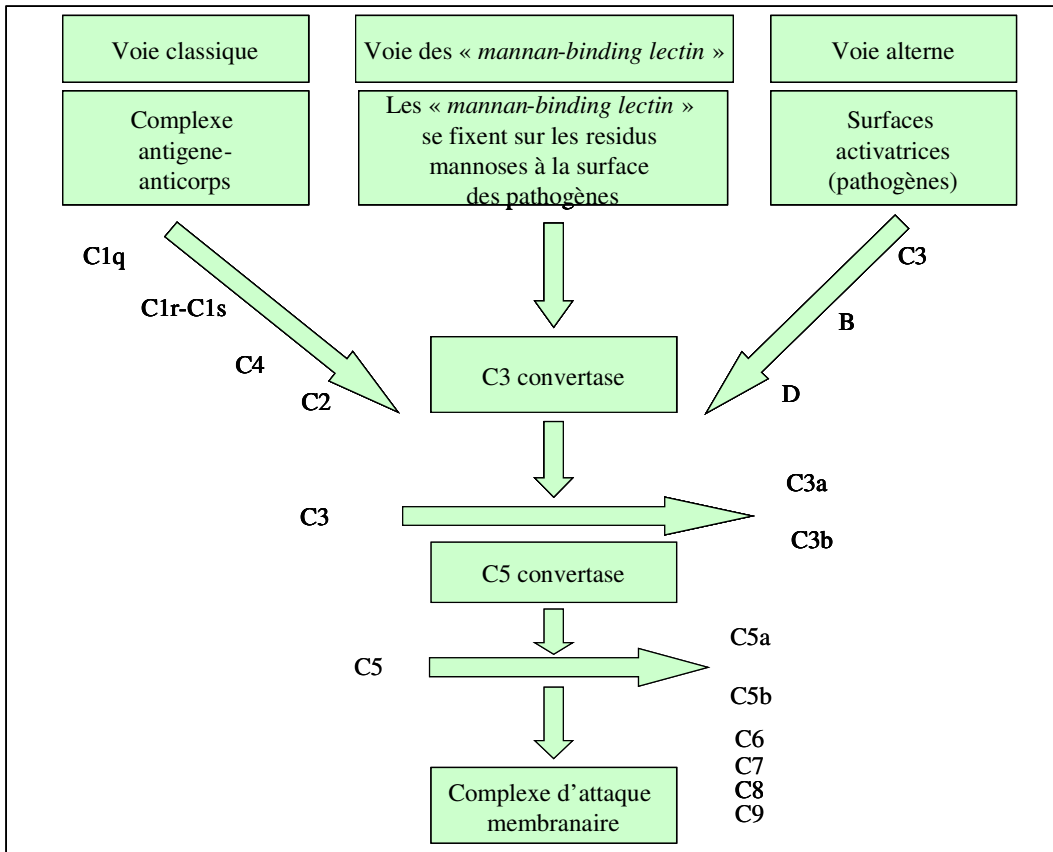 Voie classique
Voie des « mannan-binding lectin »
Voie alterne
Complexe
antigene-
anticorps
Les « mannan-binding lectin »
se fixent sur les residus
mannoses à la surface
des pathogènes
Surfaces
activatrices
(pathogènes)
C1q
C1r-C1s
C4
C2
C3
B
D
C3 convertase
C3
C3a
C3b
C5 convertase
C5
C5a
C5b
C6
C7
C8
C9
Complexe d’attaque
membranaire